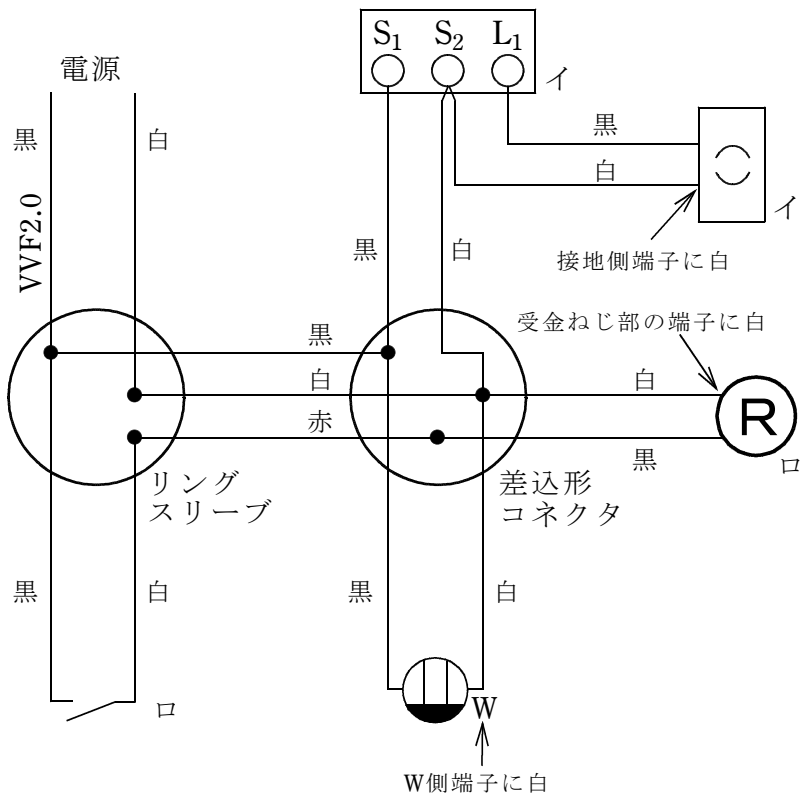 S₁ S₂ L₁
イ
電源
黒
白
VVF2.0
黒
白
イ
接地側端子に白
黒
白
受金ねじ部の端子に白
黒
白
赤
白
黒
R
ロ
リング
スリーブ
差込形
コネクタ
黒
白
黒
白
ロ
W
W側端子に白